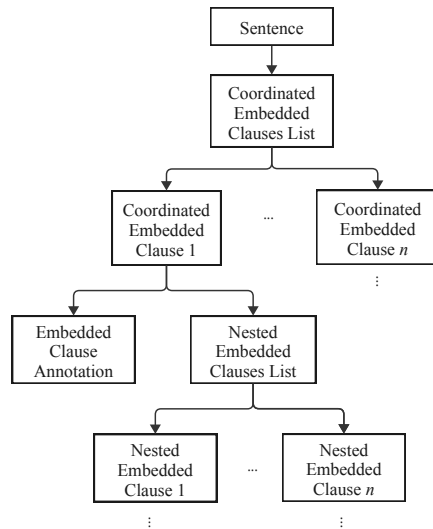 Sentence
Coordinated
Embedded
Clauses List
Coordinated
Embedded
Clause 1
...
Coordinated
Embedded
Clause n
...
Embedded
Clause
Annotation
Nested
Embedded
Clauses List
Nested
Embedded
Clause 1
...
...
Nested
Embedded
Clause n
...